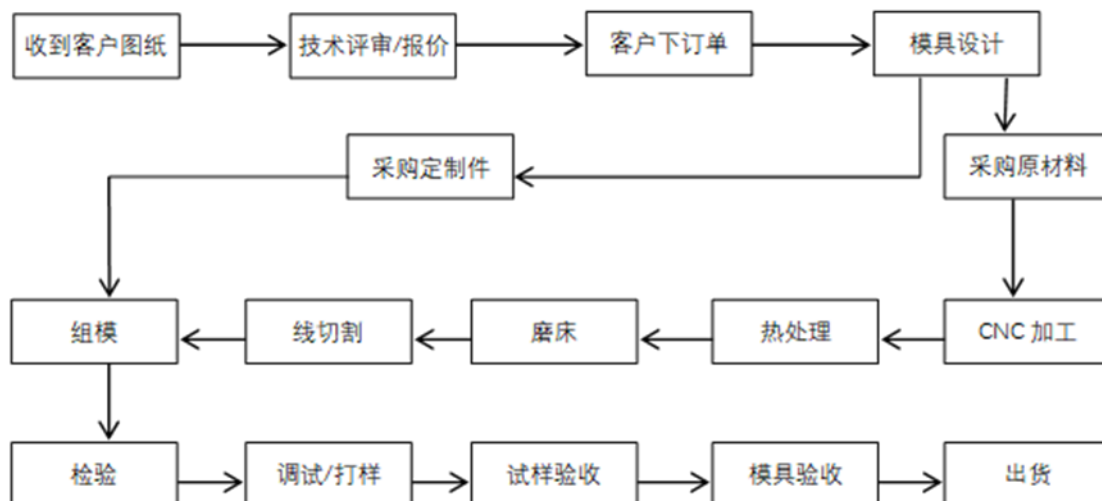 收到客户图纸
技术评审/报价
客户下订单
模具设计
采购定制件
采购原材料
组模
线切割
磨床
热处理
CNC 加工
检验
调试/打样
试样验收
模具验收
出货